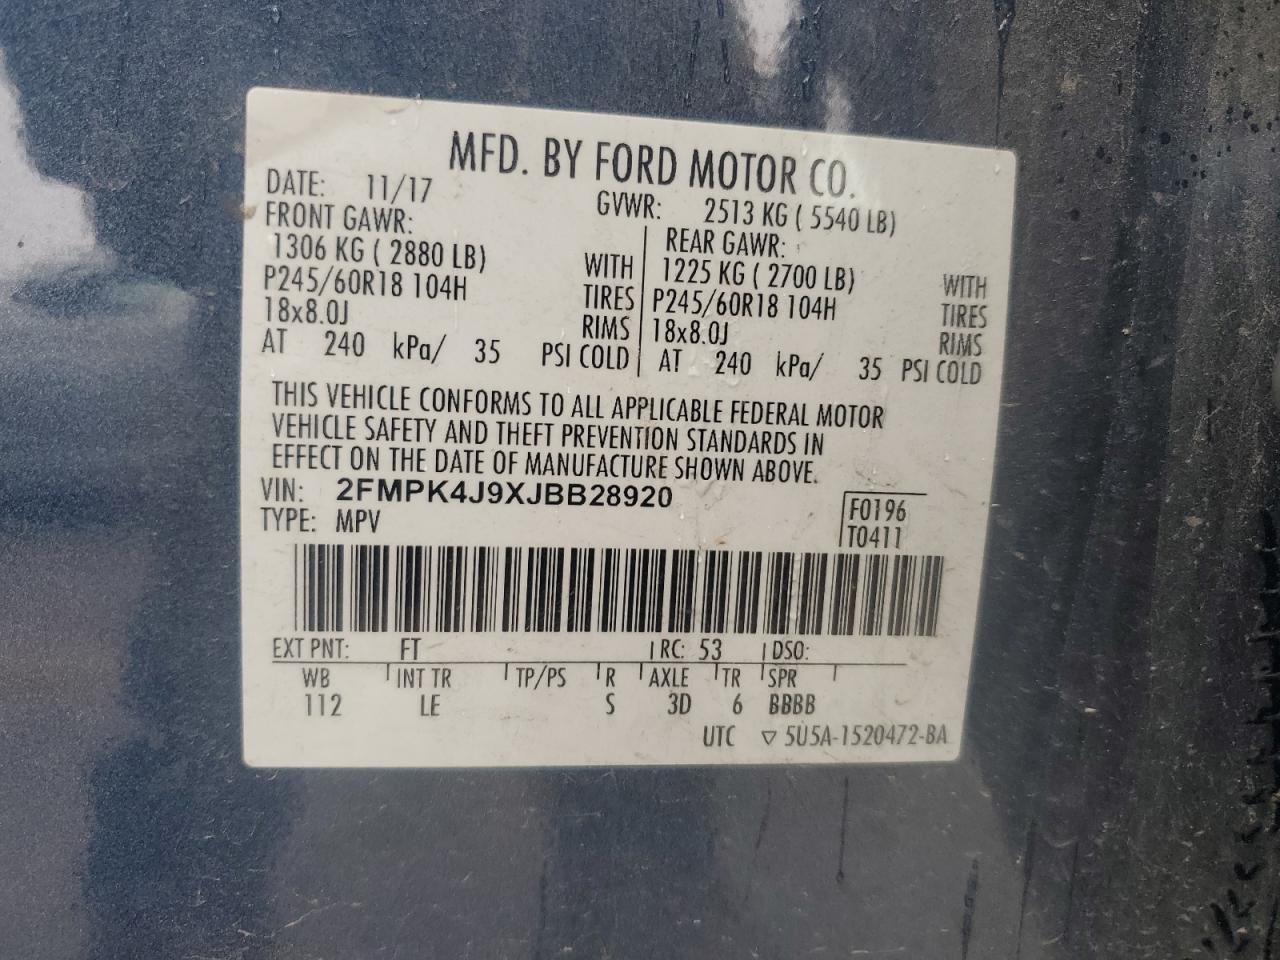 MFD. BY FORD MOTOR CO.
DATE: 11/17 GVWR: 2513 KG ( 5540 LB)
FRONT GAWR: REAR GAWR:
1306 KG ( 2880 LB) WITH 1225 KG ( 2700 LB) WITH
P245/60R18 104H TIRES P245/60R18 104H TIRES
18x8.0J RIMS 18x8.0J RIMS
AT 240 kPa/ 35 PSI COLD AT 240 kPa/ 35 PSI COLD
THIS VEHICLE CONFORMS TO ALL APPLICABLE FEDERAL MOTOR
VEHICLE SAFETY AND THEFT PREVENTION STANDARDS IN
EFFECT ON THE DATE OF MANUFACTURE SHOWN ABOVE.
VIN: 2FMPK4J9XJBB28920 F0196
TYPE: MPV T0411
EXT PNT: FT RC: 53 DSO:
WB INT TR TP/PS R AXLE TR SPR
112 LE S 3D 6 BBBB
UTC ▽ 5U5A-1520472-BA